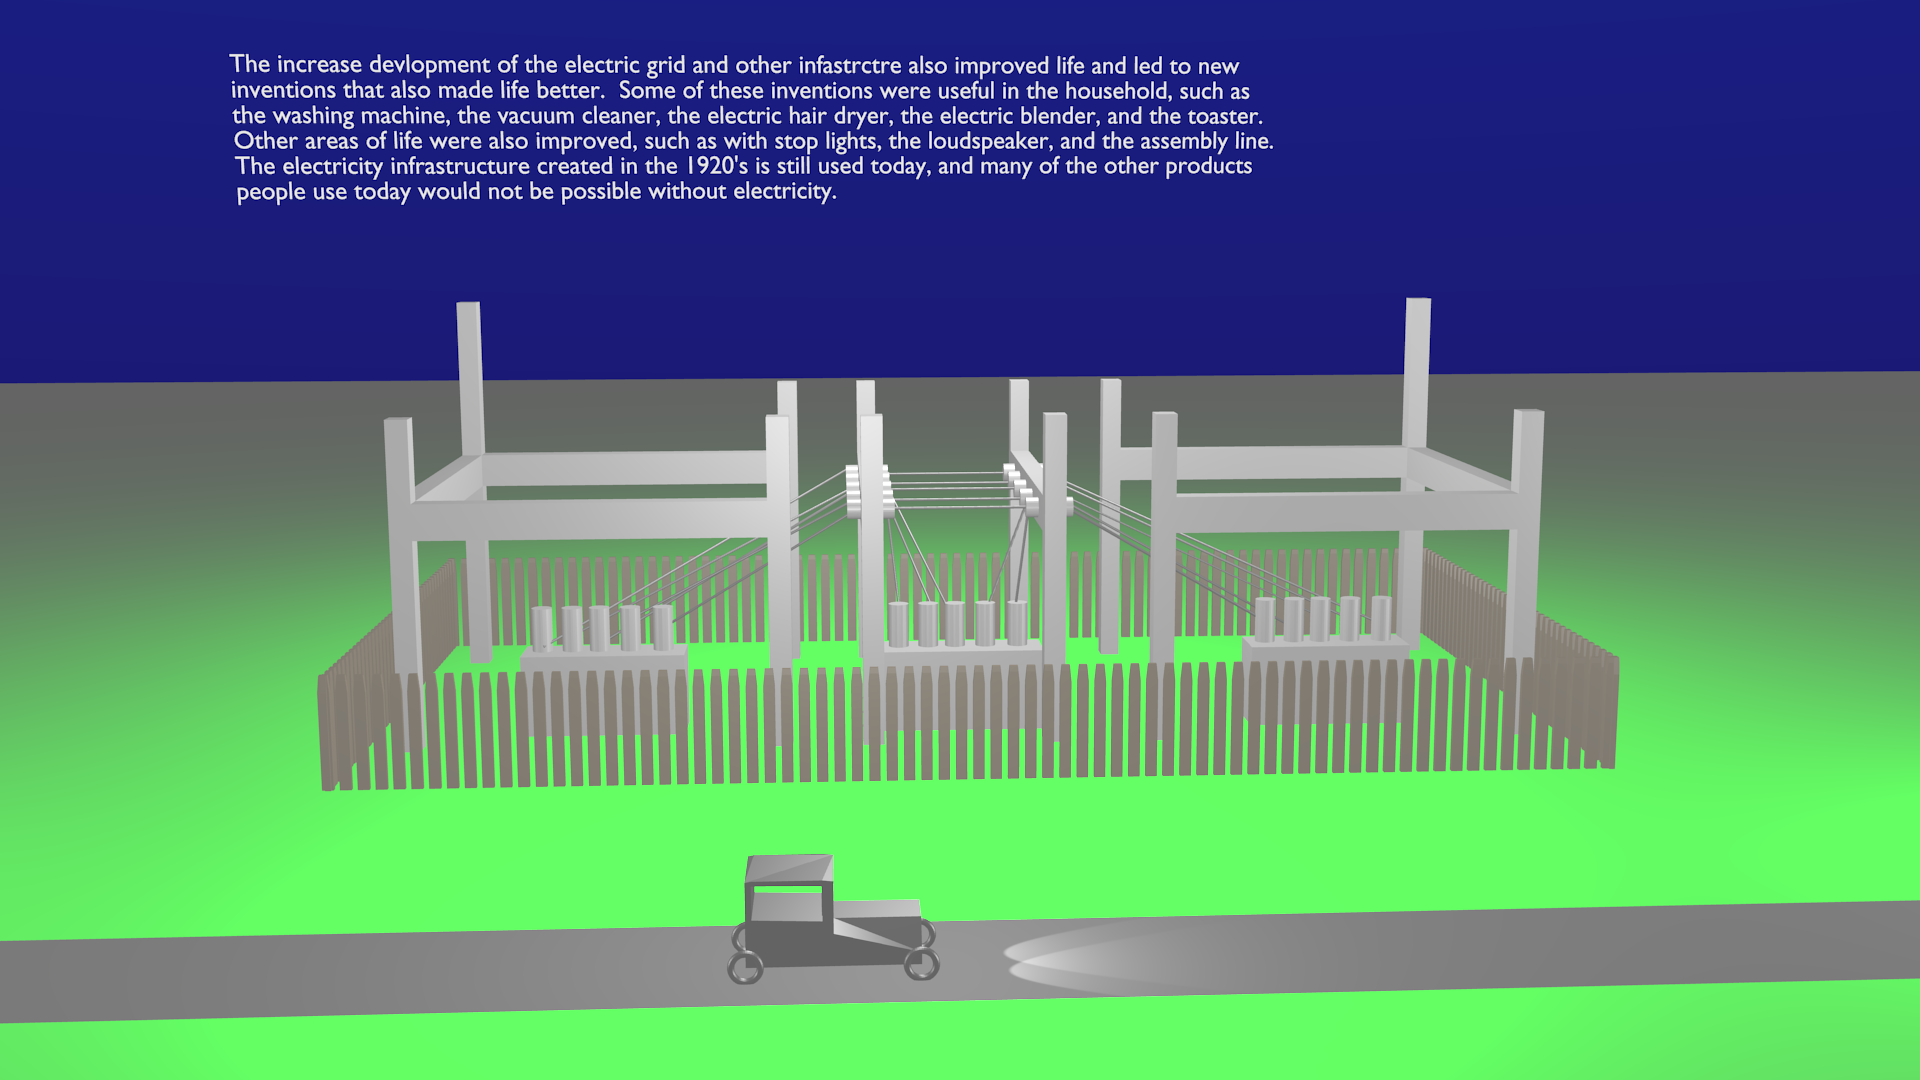 The increase devlopment of the electric grid and other infastrctre also improved life and led to new
inventions that also made life better.  Some of these inventions were useful in the household, such as
the washing machine, the vacuum cleaner, the electric hair dryer, the electric blender, and the toaster.
Other areas of life were also improved, such as with stop lights, the loudspeaker, and the assembly line.
The electricity infrastructure created in the 1920's is still used today, and many of the other products
people use today would not be possible without electricity.